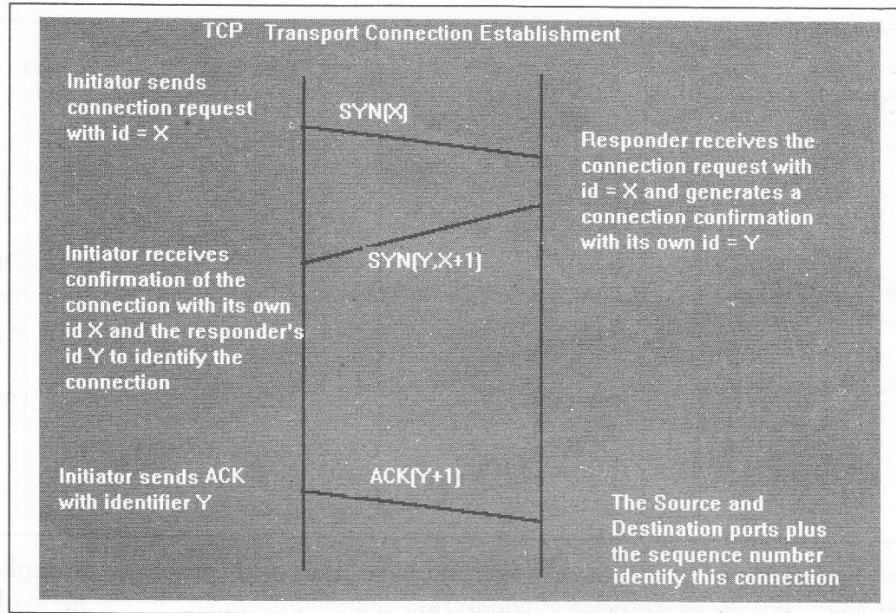 TCP Transport Connection Establishment
Initiator sends
connection request
with id = X
SYN(X)
Responder receives the
connection request with
id = X and generates a
connection confirmation
with its own id = Y
Initiator receives
confirmation of the
connection with its own
id X and the responder's
id Y to identify the
connection
SYN(Y,X+1)
Initiator sends ACK
with identifier Y
ACK(Y+1)
The Source and
Destination ports plus
the sequence number
identify this connection